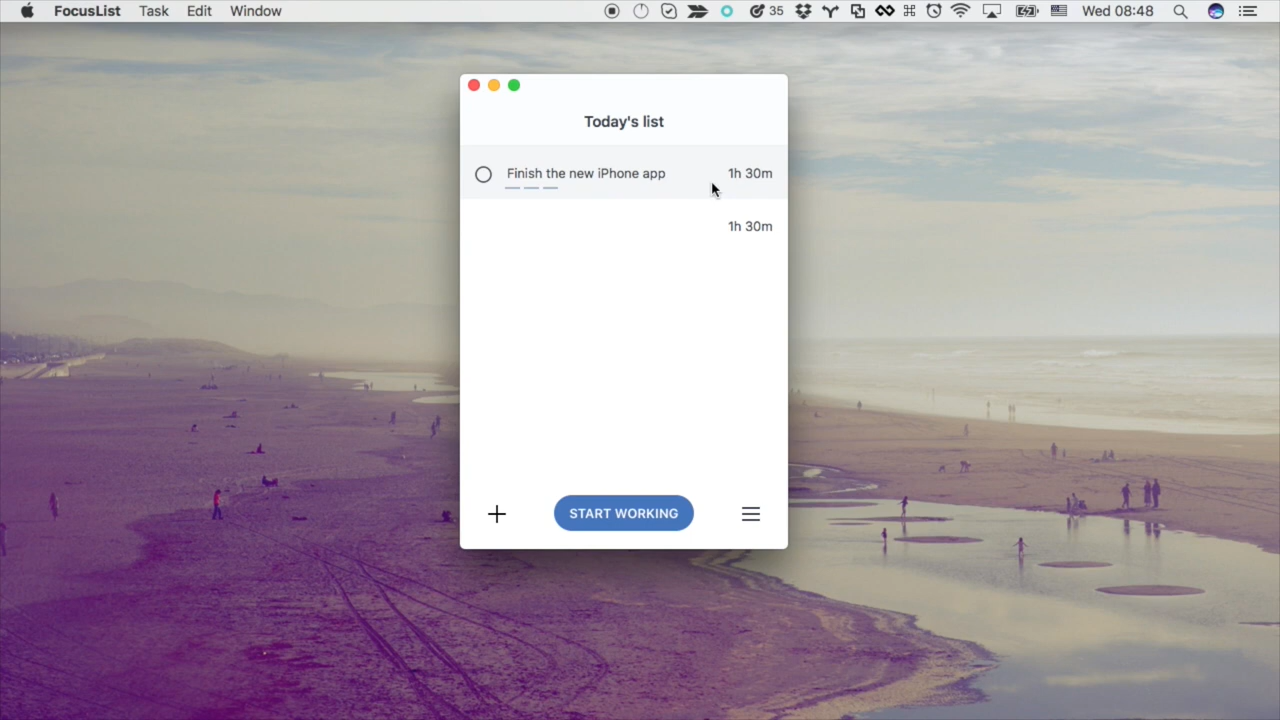 FocusList Task Edit Window 35 Wed 08:48
Today's list
Finish the new iPhone app 1h 30m
1h 30m
START WORKING